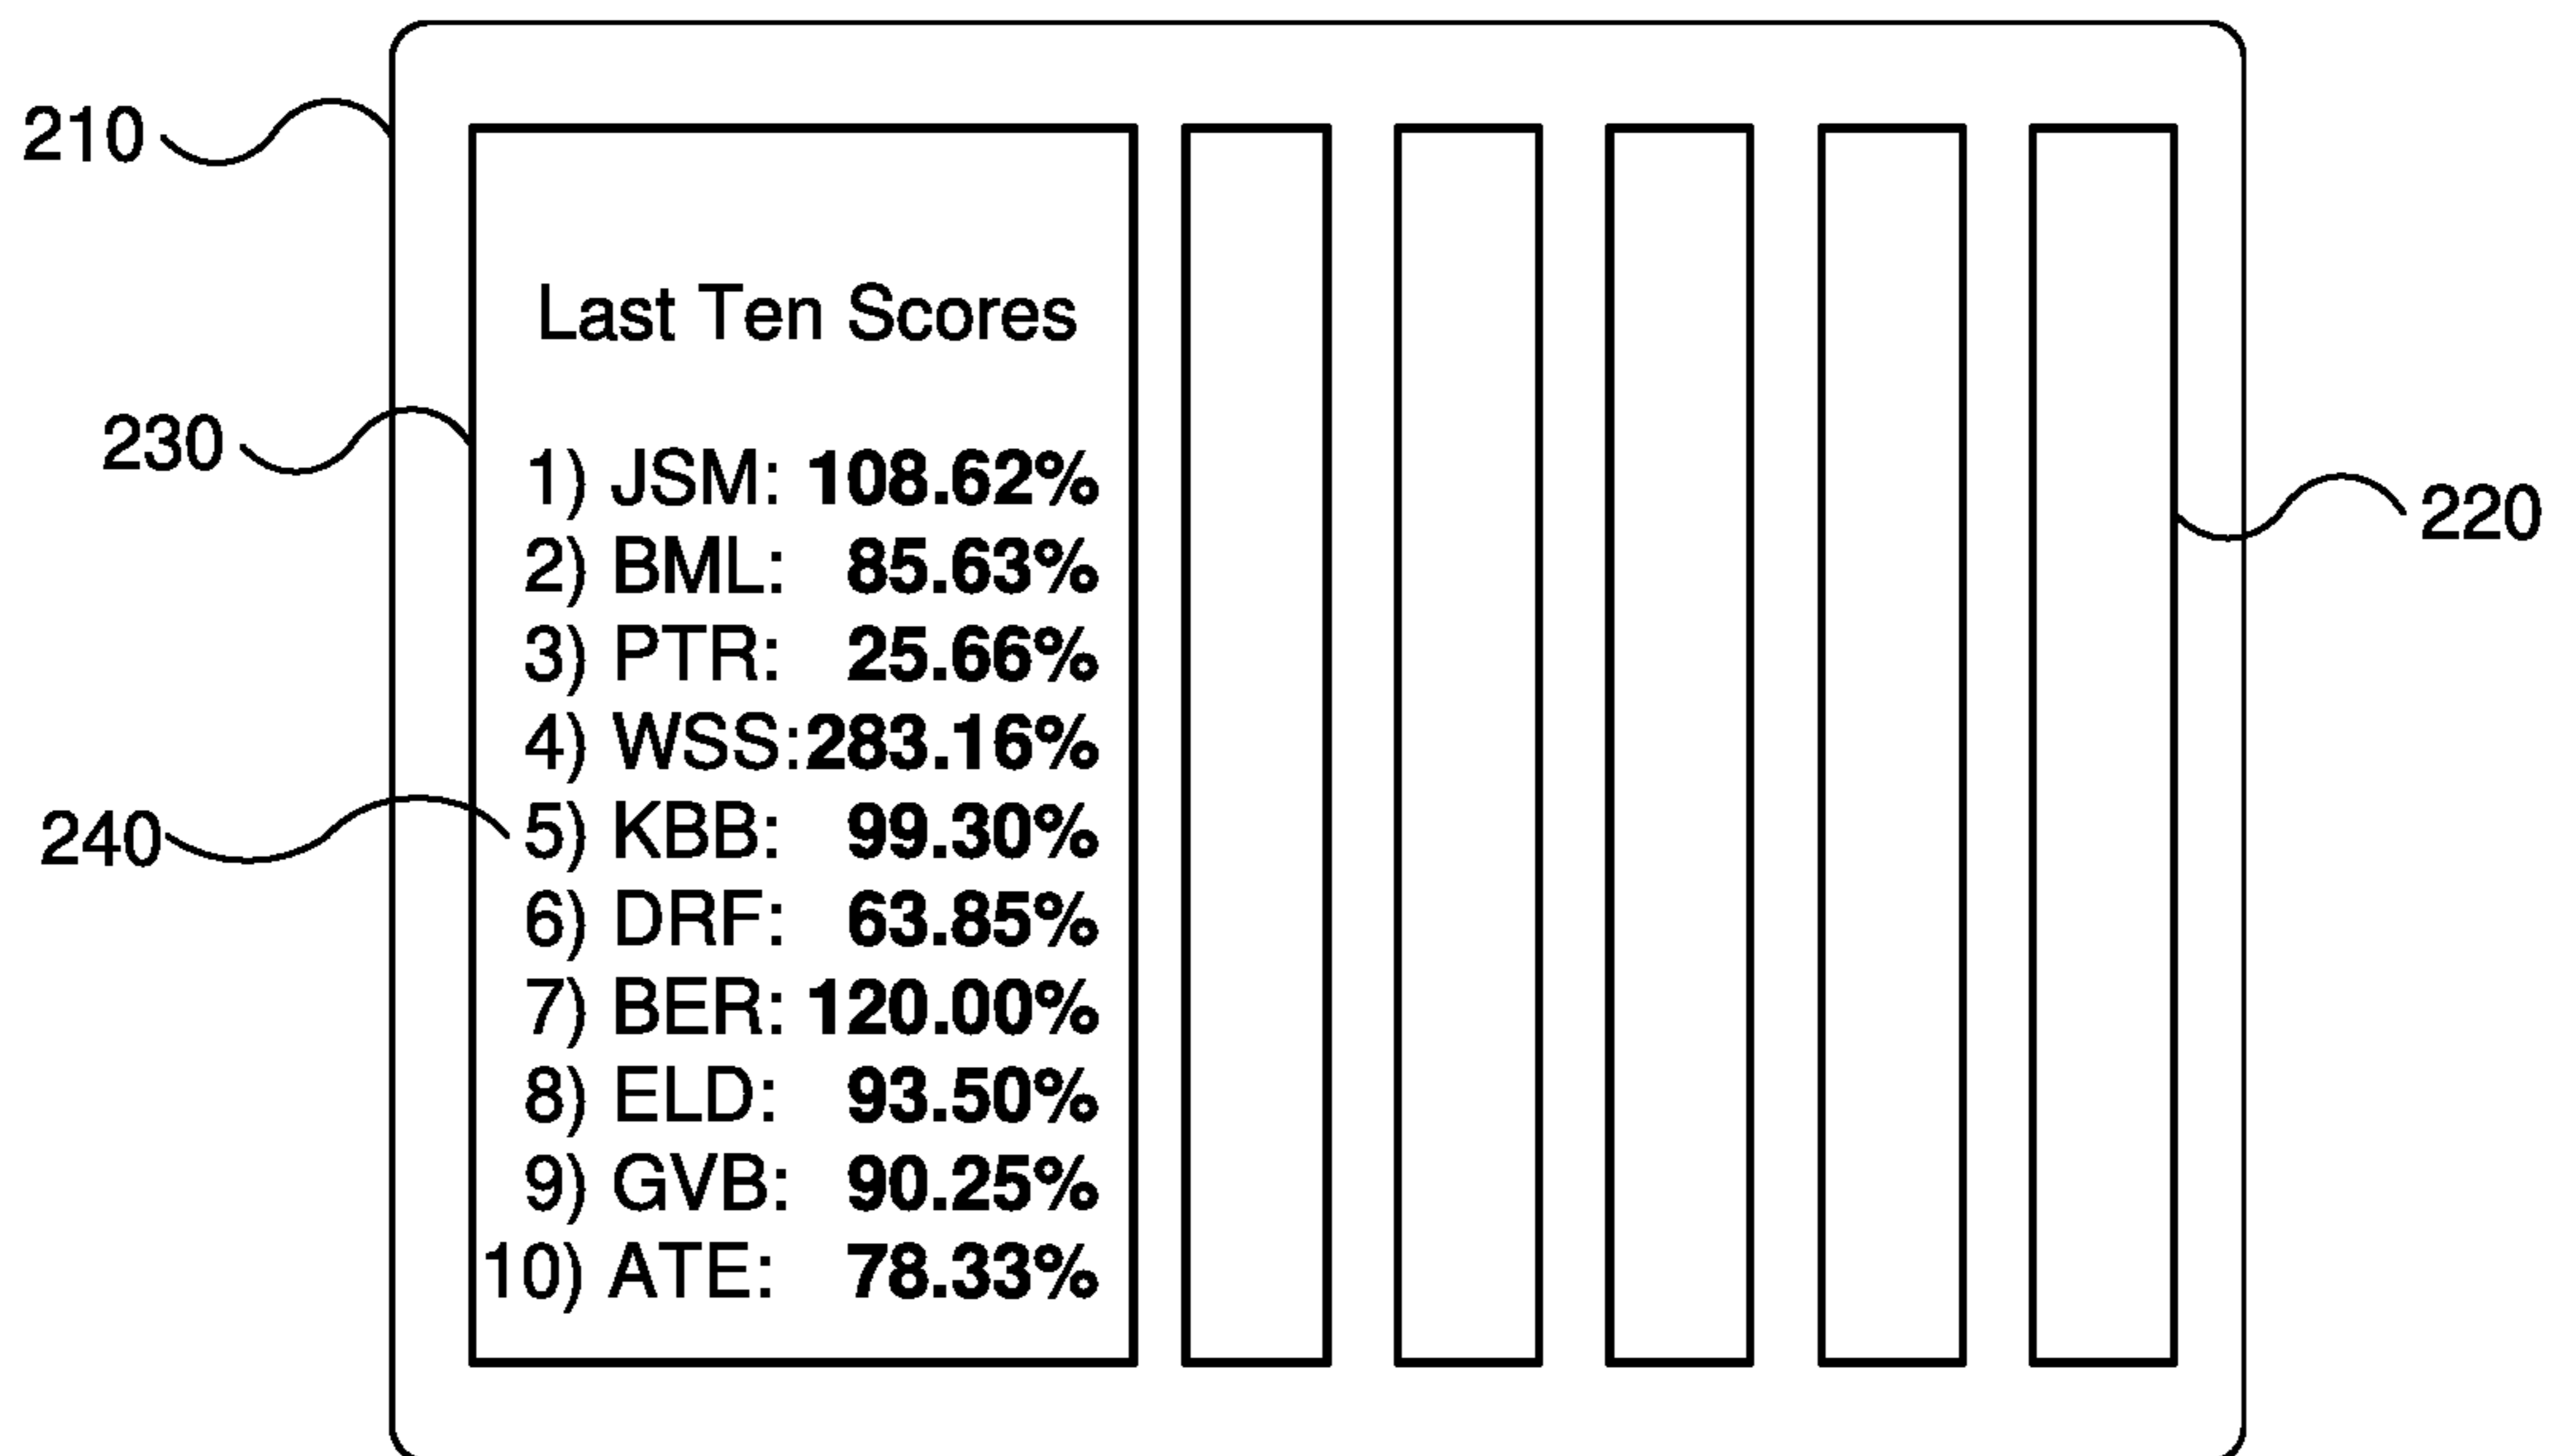 210
Last Ten Scores
230
1) JSM: 108.62%
220
2) BML: 85.63%
3) PTR: 25.66%
4) WSS:283.16%
240
5) KBB: 99.30%
6) DRF: 63.85%
7) BER: 120.00%
8) ELD: 93.50%
9) GVB: 90.25%
10) ATE: 78.33%